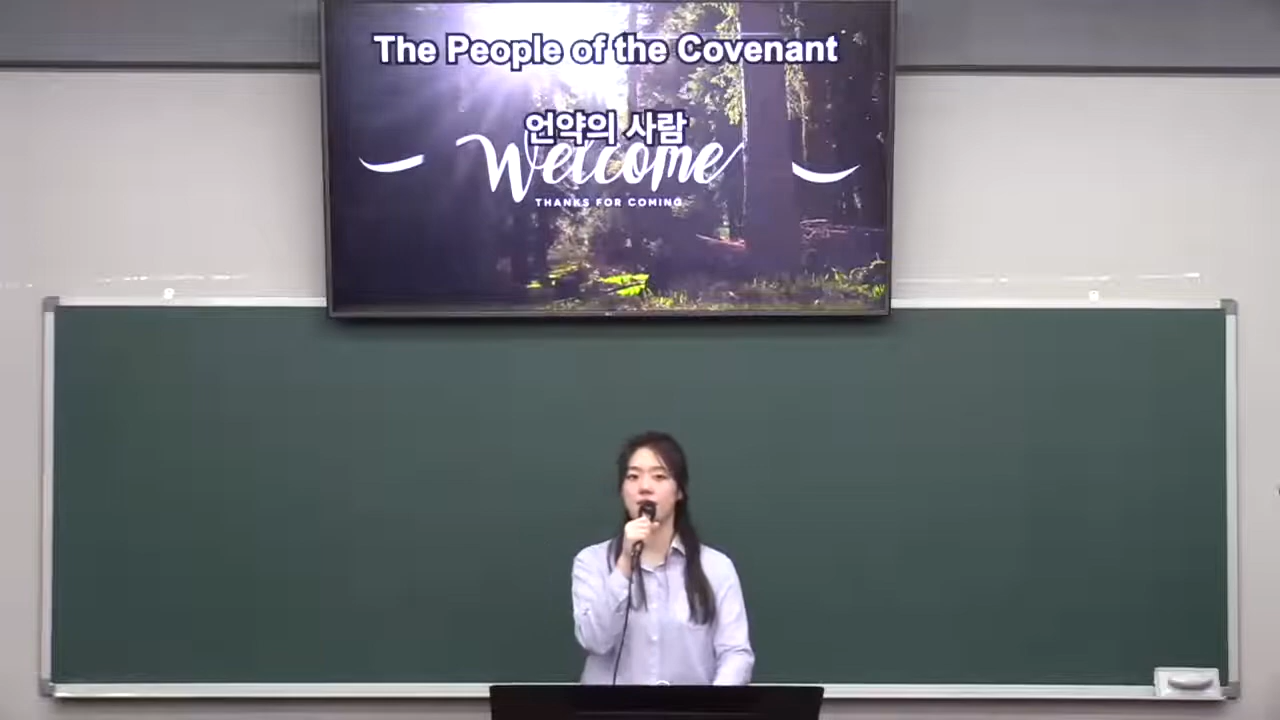 The People of the Covenant
언약의 사람
Welcome
THANKS FOR COMING